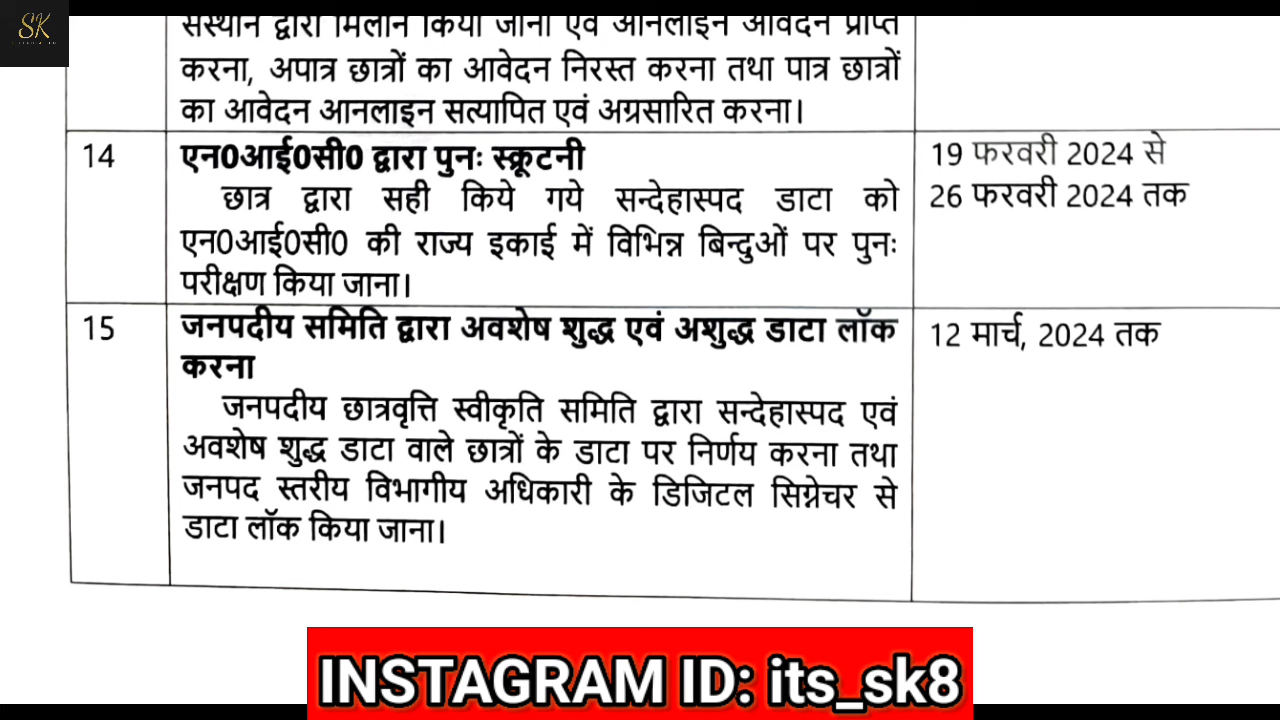 SK
संस्थान द्वारा मिलान किया जाना एवं आनलाइन आवेदन प्राप्त
करना, अपात्र छात्रों का आवेदन निरस्त करना तथा पात्र छात्रों
का आवेदन आनलाइन सत्यापित एवं अग्रसारित करना।
14
एन0आई0सी0 द्वारा पुनः स्क्रूटनी
छात्र द्वारा सही किये गये सन्देहास्पद डाटा को
एन0आई0सी0 की राज्य इकाई में विभिन्न बिन्दुओं पर पुनः
परीक्षण किया जाना।
19 फरवरी 2024 से
26 फरवरी 2024 तक
15
जनपदीय समिति द्वारा अवशेष शुद्ध एवं अशुद्ध डाटा लॉक
करना
जनपदीय छात्रवृत्ति स्वीकृति समिति द्वारा सन्देहास्पद एवं
अवशेष शुद्ध डाटा वाले छात्रों के डाटा पर निर्णय करना तथा
जनपद स्तरीय विभागीय अधिकारी के डिजिटल सिग्नेचर से
डाटा लॉक किया जाना।
12 मार्च, 2024 तक
INSTAGRAM ID: its_sk8